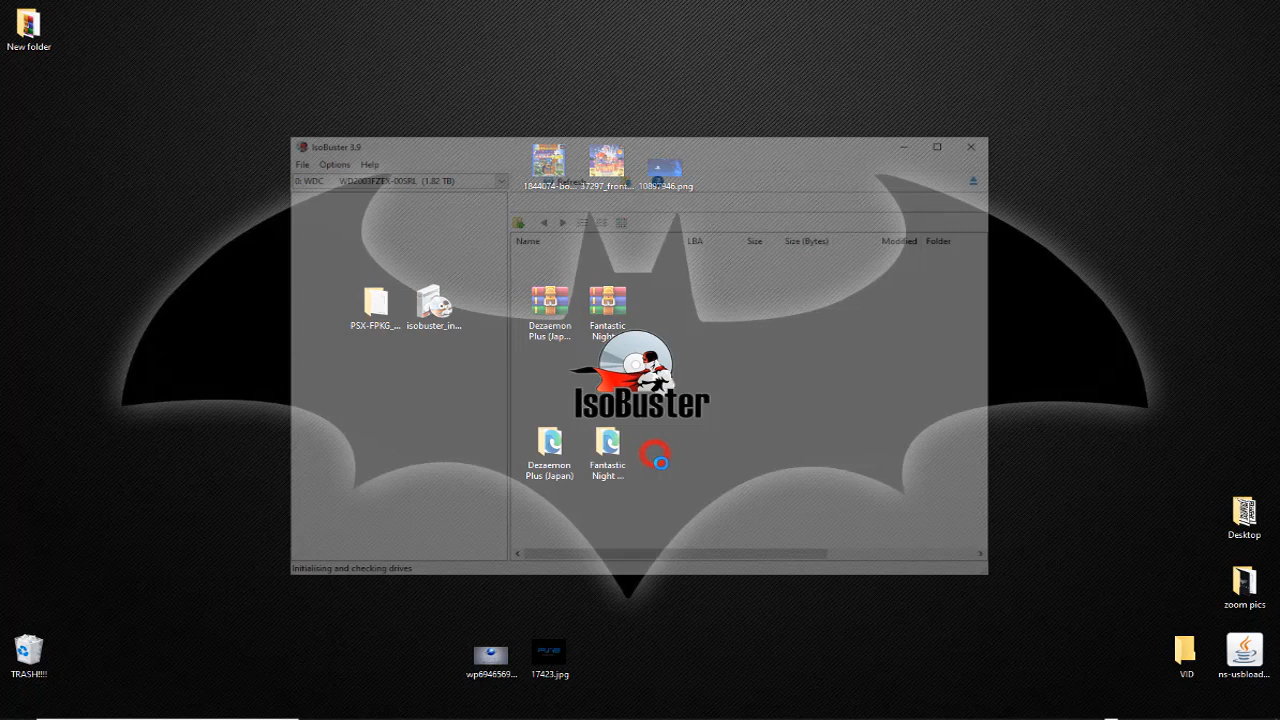 New folder
IsoBuster 3.9
File Options Help
0: WDC WD2003FZEX-00SRL (1.82 TB)
1844074-bo...
37297_front...
10897946.png
Name LBA Size Size (Bytes) Modified Folder
PSX-FPKG_...
isobuster_in...
Dezaemon
Plus (Jap...
Fantastic
Night ...
IsoBuster
Dezaemon
Plus (Japan)
Fantastic
Night ...
Initialising and checking drives
Desktop
zoom pics
TRASH!!!!
wp6946569...
PS2
17423.jpg
VID
ns-usbload...